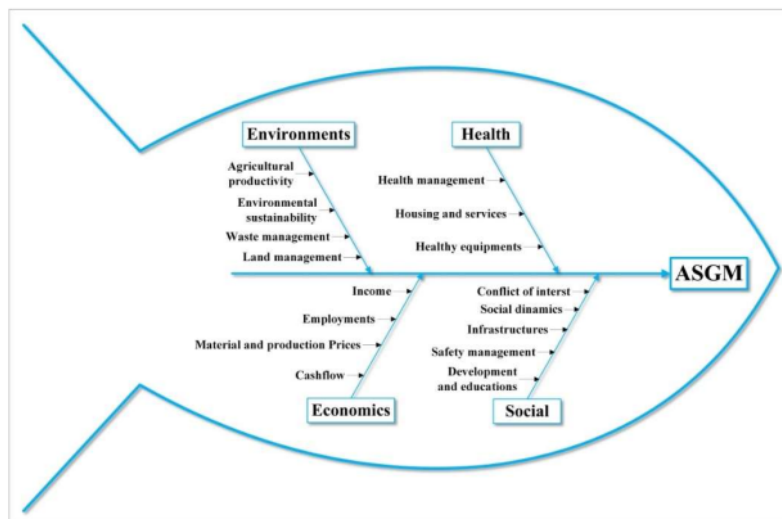 Environments
Health
Agricultural
productivity
Environmental
sustainability
Waste management
Land management
Health management
Housing and services
Healthy equipments
ASGM
Income
Employments
Material and production Prices
Cashflow
Economics
Conflict of interst
Social dinamics
Infrastructures
Safety management
Development
and educations
Social